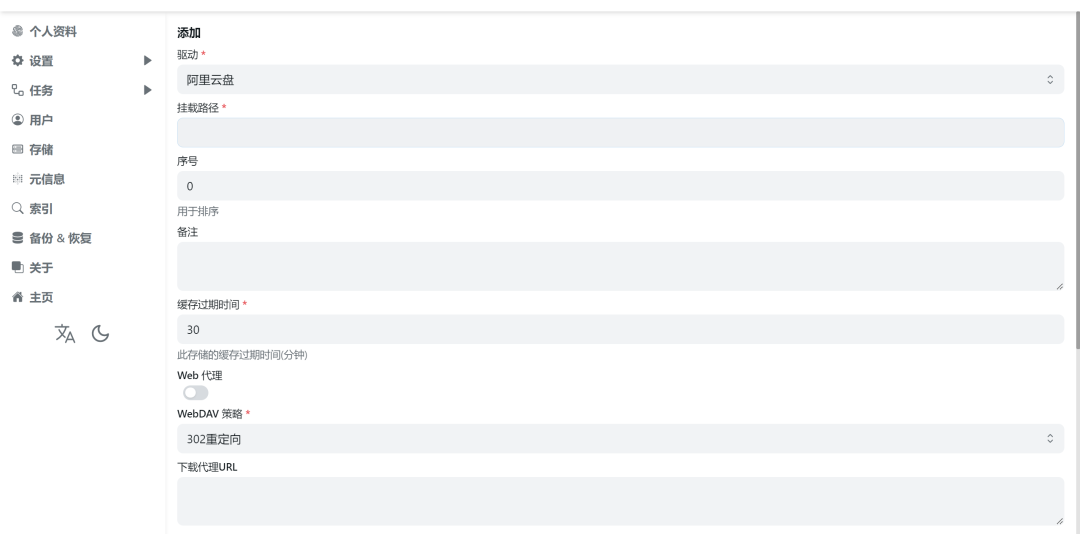 个人资料
设置
任务
用户
存储
元信息
索引
备份 & 恢复
关于
主页
添加
驱动 *
阿里云盘
挂载路径 *
序号
0
用于排序
备注
缓存过期时间 *
30
此存储的缓存过期时间(分钟)
Web 代理
WebDAV 策略 *
302重定向
下载代理URL